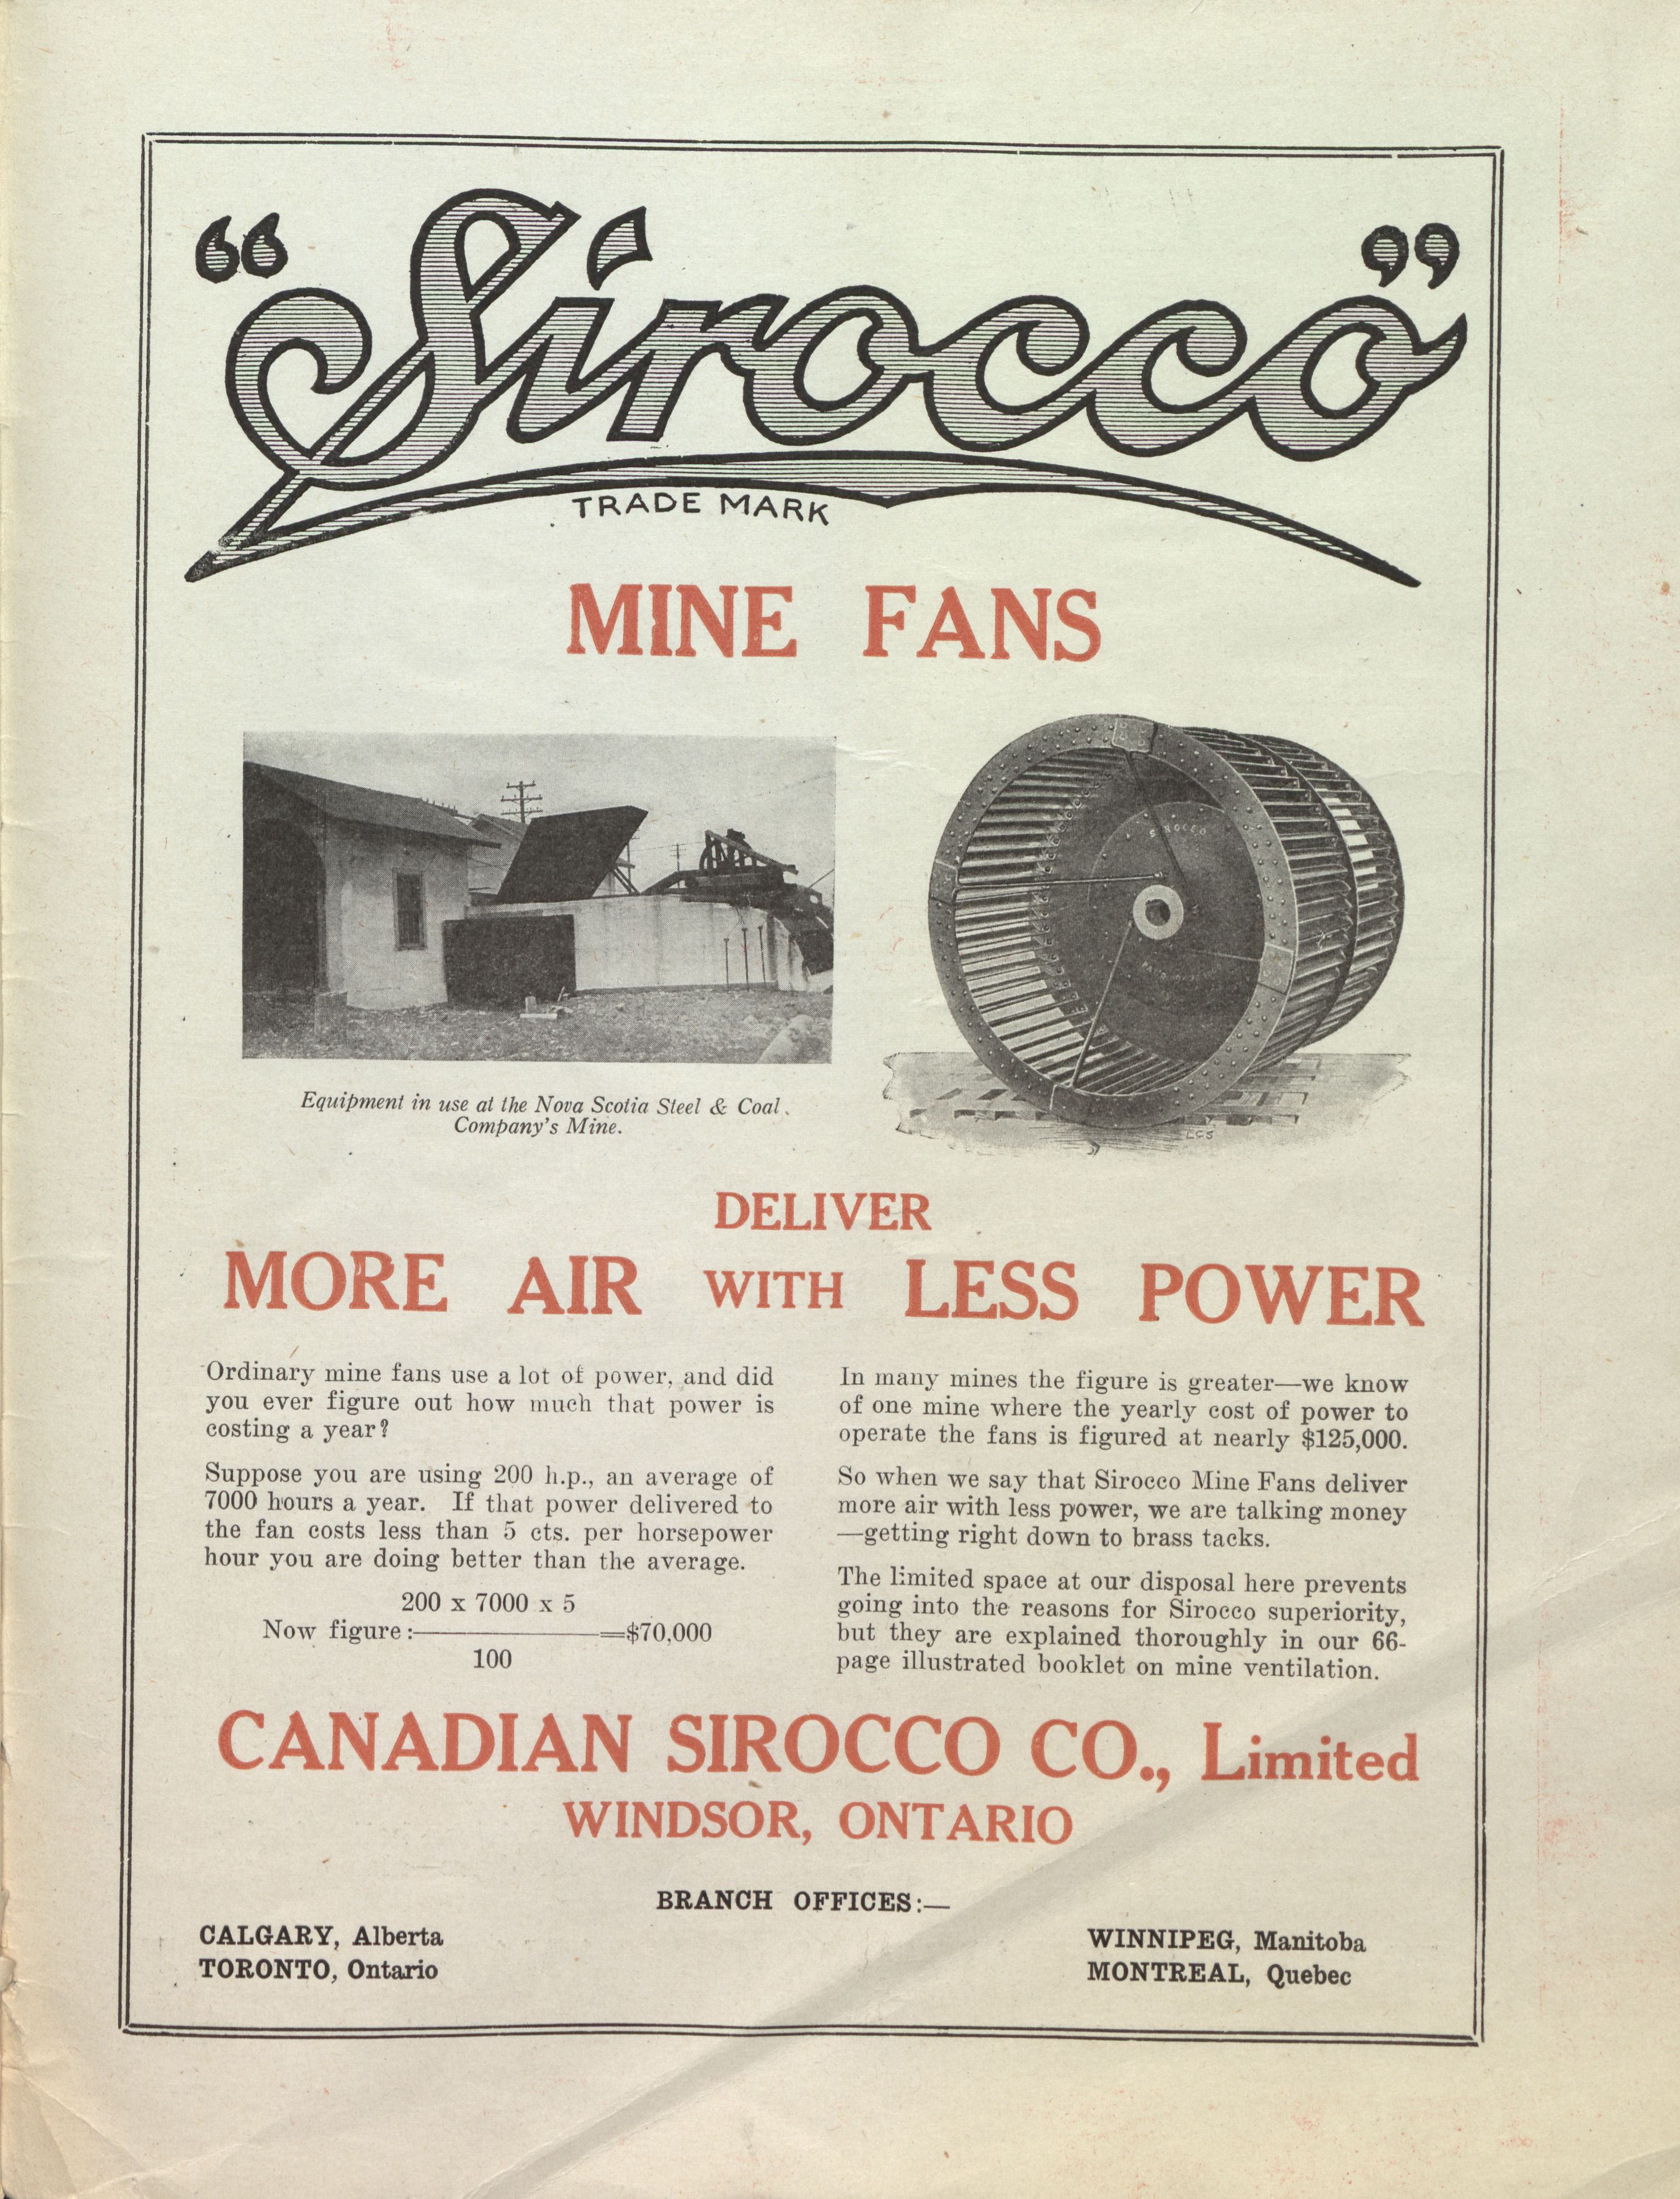 “Sirocco”
TRADE MARK
MINE FANS
SIROCCO
Equipment in use at the Nova Scotia Steel & Coal
Company's Mine.
LCS
DELIVER
MORE AIR WITH LESS POWER
Ordinary mine fans use a lot of power, and did
you ever figure out how much that power is
costing a year?
Suppose you are using 200 h.p., an average of
7000 hours a year. If that power delivered to
the fan costs less than 5 cts. per horsepower
hour you are doing better than the average.
200 x 7000 x 5
Now figure:—————=$70,000
100
In many mines the figure is greater—we know
of one mine where the yearly cost of power to
operate the fans is figured at nearly $125,000.
So when we say that Sirocco Mine Fans deliver
more air with less power, we are talking money
—getting right down to brass tacks.
The limited space at our disposal here prevents
going into the reasons for Sirocco superiority,
but they are explained thoroughly in our 66-
page illustrated booklet on mine ventilation.
CANADIAN SIROCCO CO., Limited
WINDSOR, ONTARIO
BRANCH OFFICES:—
CALGARY, Alberta
TORONTO, Ontario
WINNIPEG, Manitoba
MONTREAL, Quebec